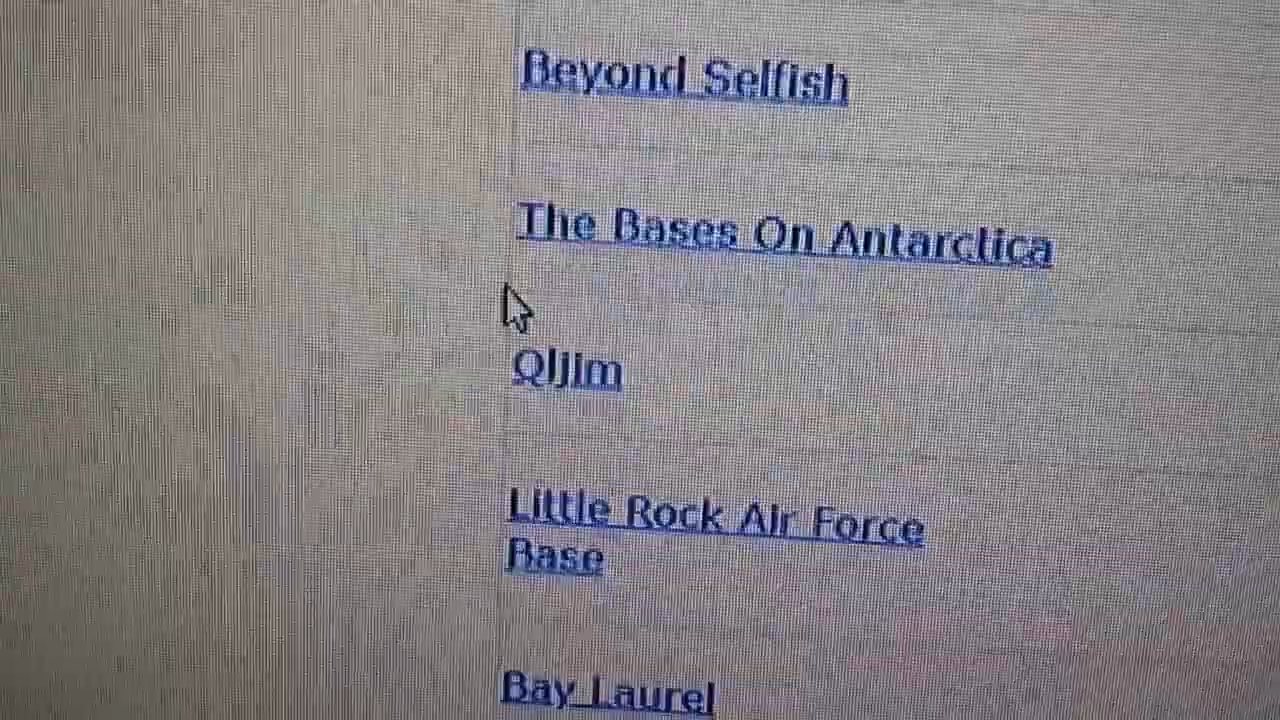 Beyond Selfish
The Bases On Antarctica
Qijim
Little Rock Air Force
Base
Bay Laurel